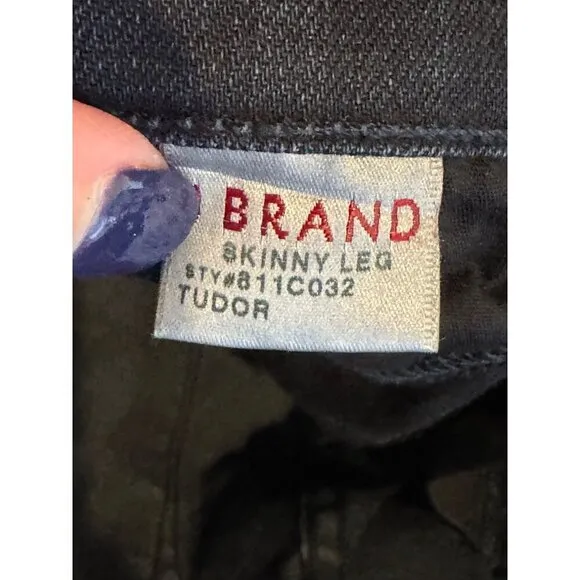 BRAND
SKINNY LEG
STY#811C032
TUDOR